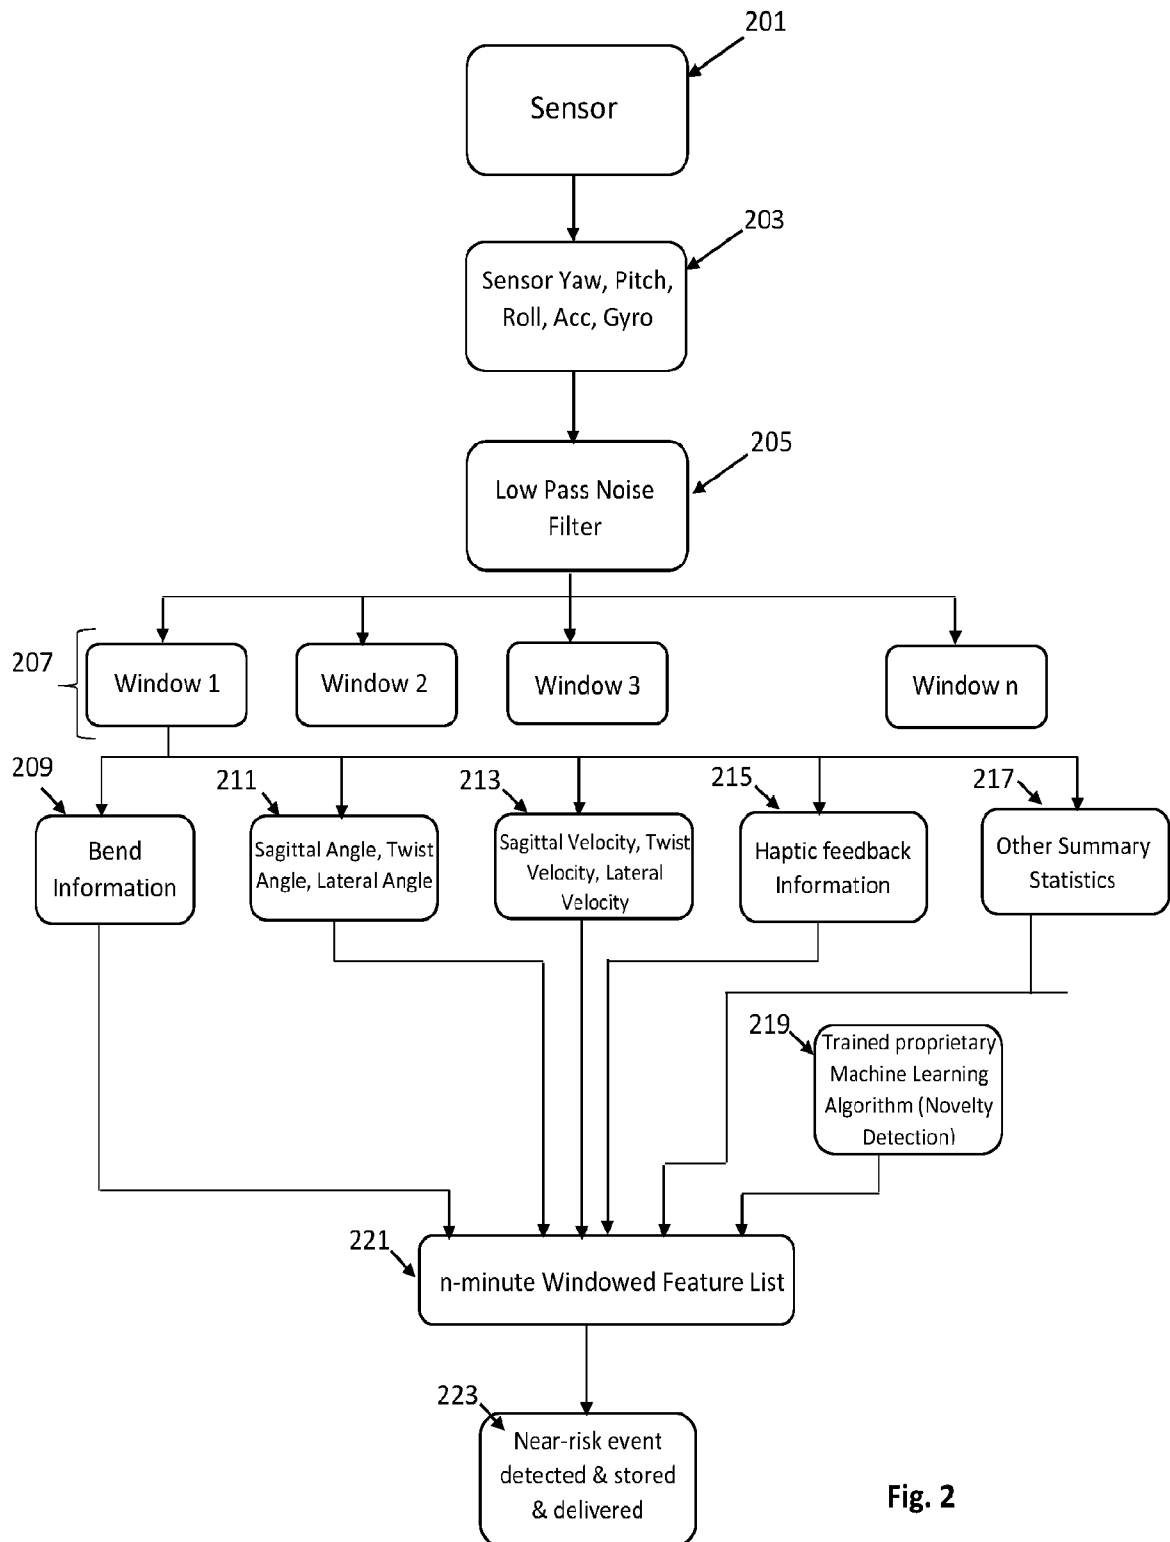 201
Sensor
203
Sensor Yaw, Pitch,
Roll, Acc, Gyro
205
Low Pass Noise
Filter
207
Window 1
Window 2
Window 3
Window n
209
211
213
215
217
Bend
Information
Sagittal Angle, Twist
Angle, Lateral Angle
Sagittal Velocity, Twist
Velocity, Lateral
Velocity
Haptic feedback
Information
Other Summary
Statistics
219
Trained proprietary
Machine Learning
Algorithm (Novelty
Detection)
221
n-minute Windowed Feature List
223
Near-risk event
detected & stored
& delivered
Fig. 2